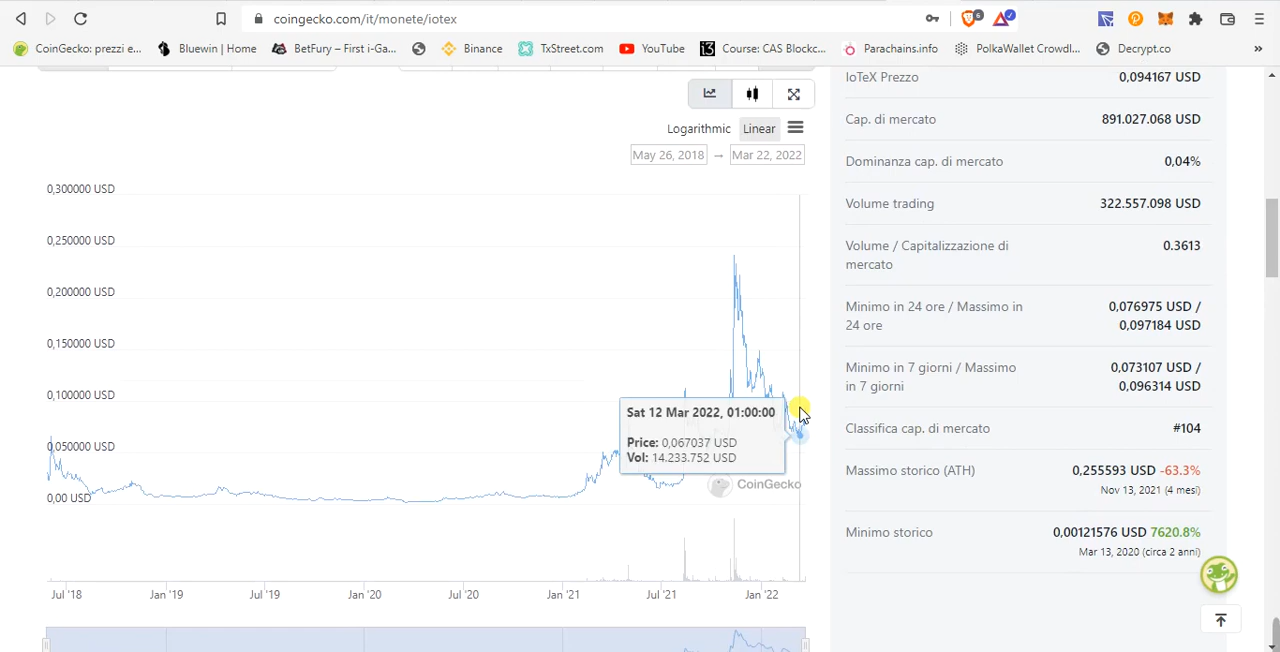 coingecko.com/it/monete/iotex
6
CoinGecko: prezzi e...
Bluewin | Home
BetFury – First i-Ga...
Binance
TxStreet.com
YouTube
i3
Course: CAS Blockc...
Parachains.info
PolkaWallet Crowdl...
Decrypt.co
»
Logarithmic
Linear
May 26, 2018 → Mar 22, 2022
0,300000 USD
0,250000 USD
0,200000 USD
0,150000 USD
0,100000 USD
0,050000 USD
0,00 USD
Sat 12 Mar 2022, 01:00:00
Price: 0,067037 USD
Vol: 14.233.752 USD
CoinGecko
Jul '18
Jan '19
Jul '19
Jan '20
Jul '20
Jan '21
Jul '21
Jan '22
IoTeX Prezzo
0,094167 USD
Cap. di mercato
891.027.068 USD
Dominanza cap. di mercato
0,04%
Volume trading
322.557.098 USD
Volume / Capitalizzazione di
mercato
0.3613
Minimo in 24 ore / Massimo in
24 ore
0,076975 USD /
0,097184 USD
Minimo in 7 giorni / Massimo
in 7 giorni
0,073107 USD /
0,096314 USD
Classifica cap. di mercato
#104
Massimo storico (ATH)
0,255593 USD -63.3%
Nov 13, 2021 (4 mesi)
Minimo storico
0,00121576 USD 7620.8%
Mar 13, 2020 (circa 2 anni)